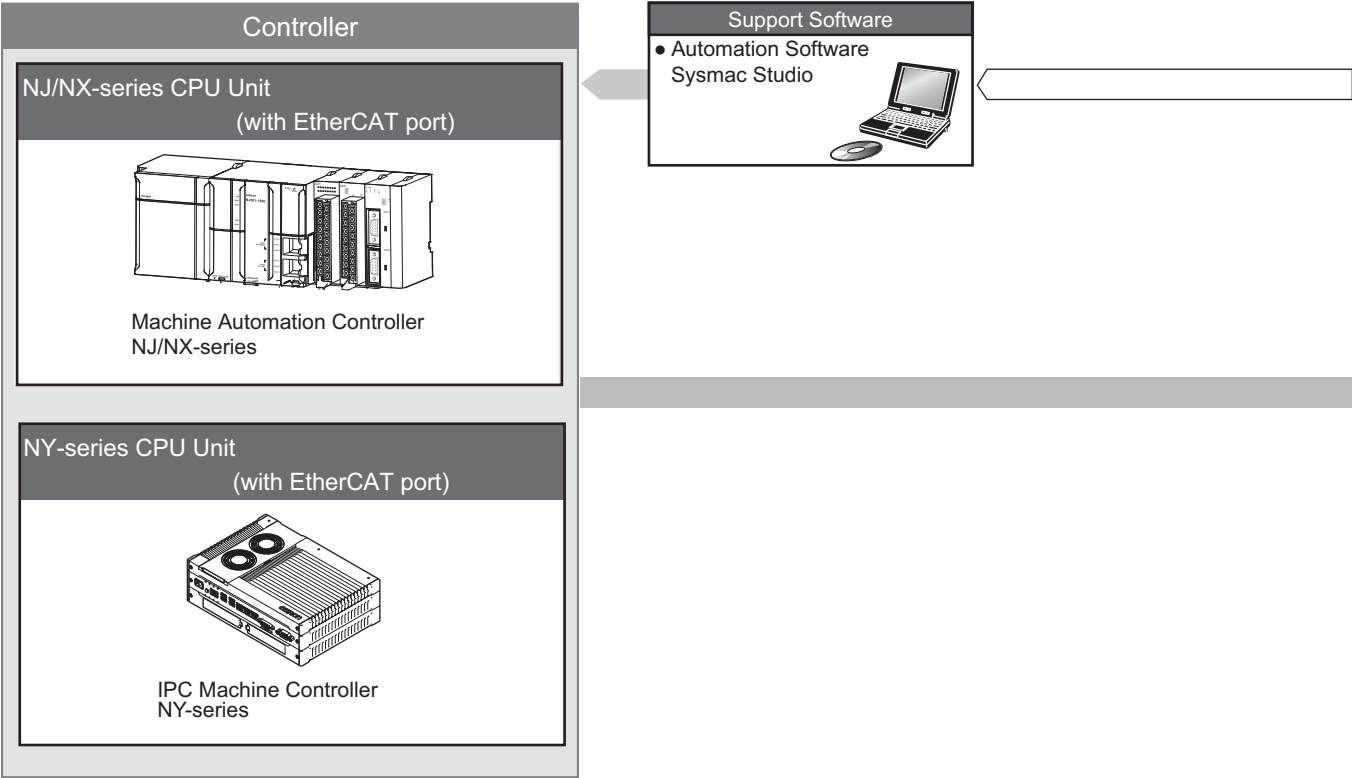 Controller
NJ/NX-series CPU Unit
(with EtherCAT port)
Machine Automation Controller
NJ/NX-series
NY-series CPU Unit
(with EtherCAT port)
IPC Machine Controller
NY-series
Support Software
● Automation Software
Sysmac Studio